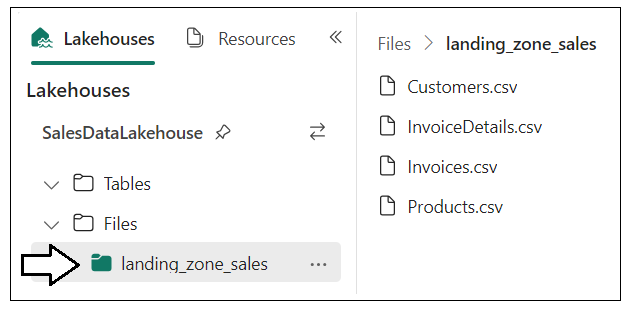 Lakehouses
Resources
Lakehouses
SalesDataLakehouse
Tables
Files
landing_zone_sales
Files > landing_zone_sales
Customers.csv
InvoiceDetails.csv
Invoices.csv
Products.csv